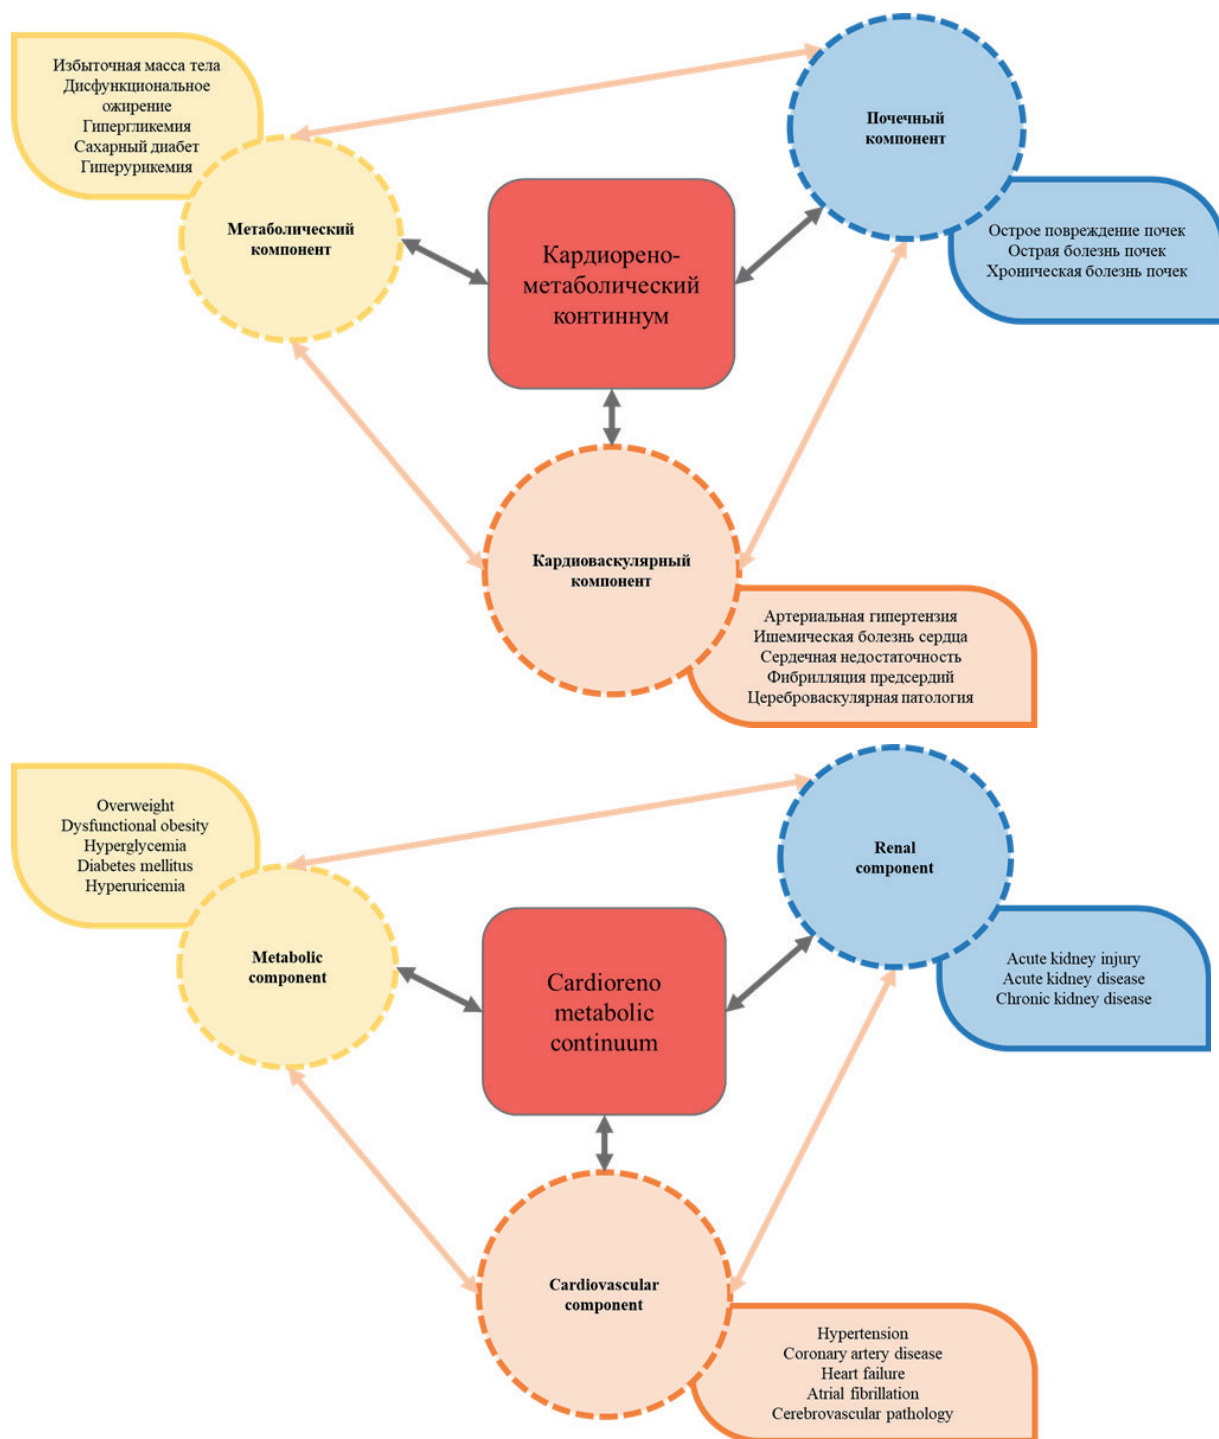 Избыточная масса тела
Дисфункциональное
ожирение
Гипергликемия
Сахарный диабет
Гиперурикемия
Метаболический
компонент
Почечный
компонент
Острое повреждение почек
Острая болезнь почек
Хроническая болезнь почек
Кардиорено-
метаболический
континнум
Кардиоваскулярный
компонент
Артериальная гипертензия
Ишемическая болезнь сердца
Сердечная недостаточность
Фибрилляция предсердий
Цереброваскулярная патология
Overweight
Dysfunctional obesity
Hyperglycemia
Diabetes mellitus
Hyperuricemia
Metabolic
component
Renal
component
Acute kidney injury
Acute kidney disease
Chronic kidney disease
Cardioreno
metabolic
continuum
Cardiovascular
component
Hypertension
Coronary artery disease
Heart failure
Atrial fibrillation
Cerebrovascular pathology